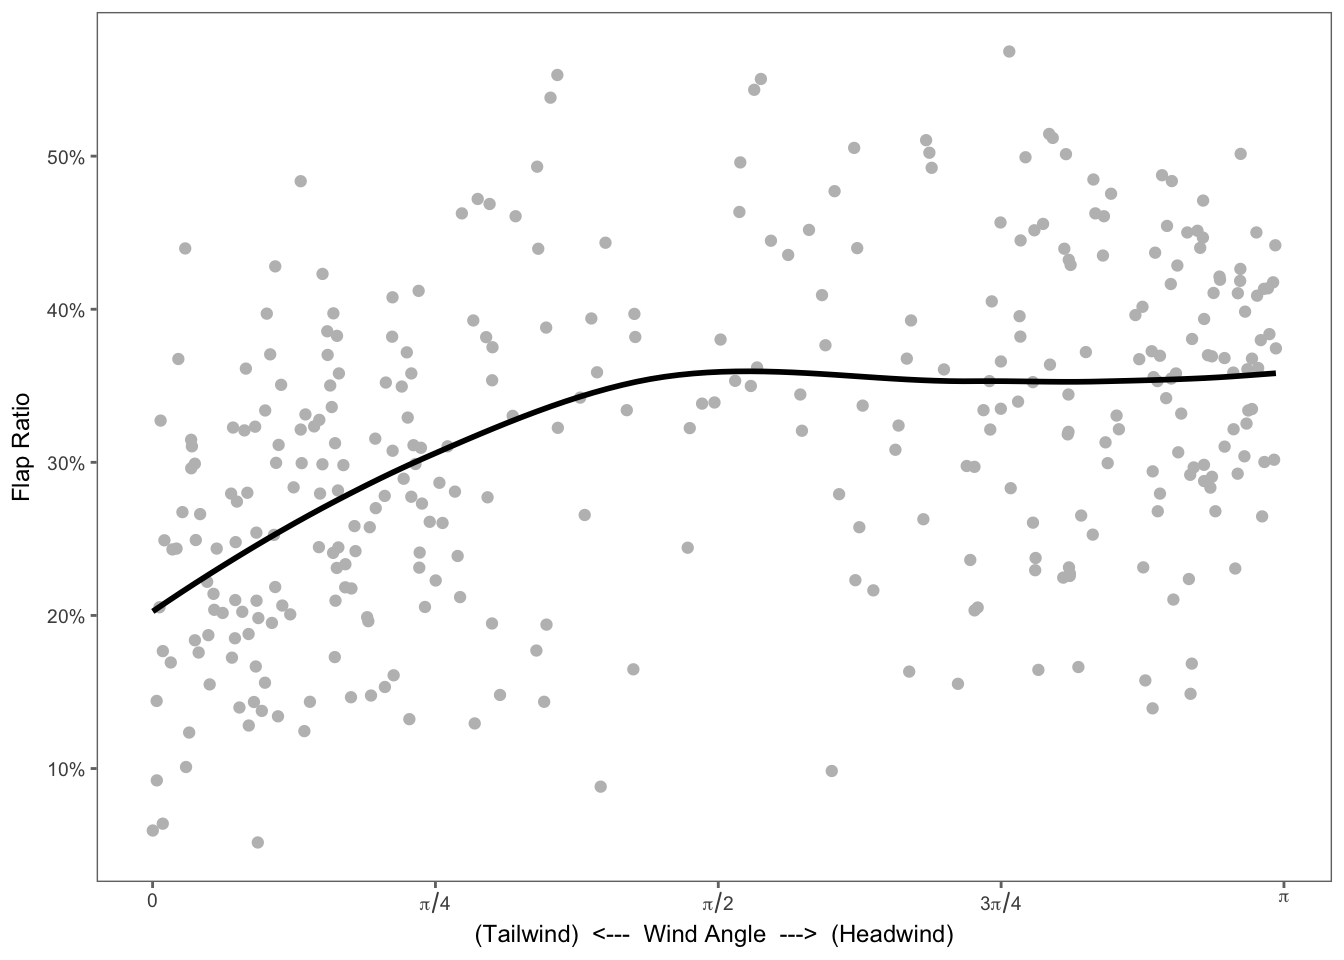 50%
40%
30%
20%
10%
Flap Ratio
0 π/4 π/2 3π/4 π
(Tailwind) <--- Wind Angle ---> (Headwind)